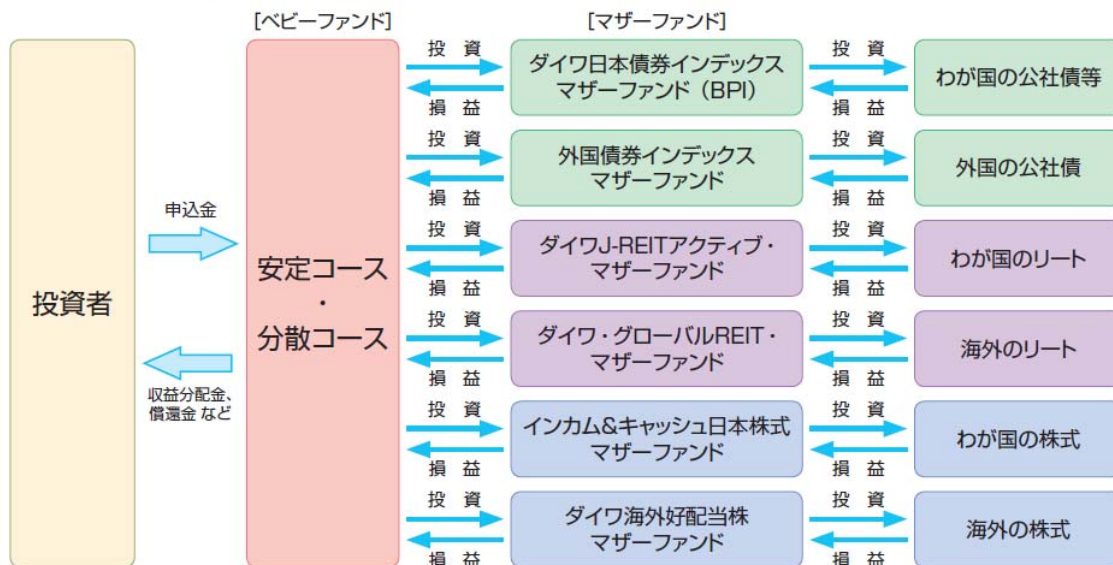 [ベビーファンド]
[マザーファンド]
投資者
申込金
収益分配金、
償還金 など
安定コース
・
分散コース
投 資
損 益
ダイワ日本債券インデックス
マザーファンド（BPI）
投 資
損 益
わが国の公社債等
投 資
損 益
外国債券インデックス
マザーファンド
投 資
損 益
外国の公社債
投 資
損 益
ダイワJ-REITアクティブ・
マザーファンド
投 資
損 益
わが国のリート
投 資
損 益
ダイワ・グローバルREIT・
マザーファンド
投 資
損 益
海外のリート
投 資
損 益
インカム&キャッシュ日本株式
マザーファンド
投 資
損 益
わが国の株式
投 資
損 益
ダイワ海外好配当株
マザーファンド
投 資
損 益
海外の株式